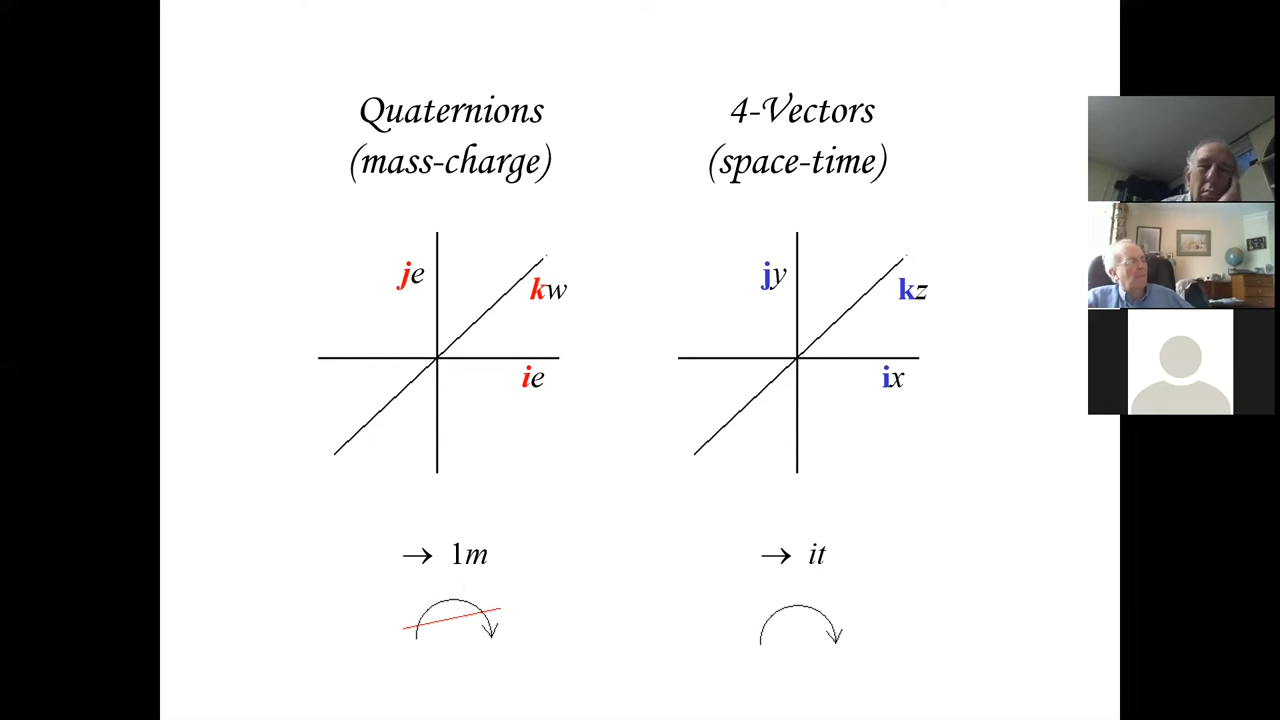 Quaternions
(mass-charge)
je
kw
ie
→ 1m
4-Vectors
(space-time)
jy
kz
ix
→ it